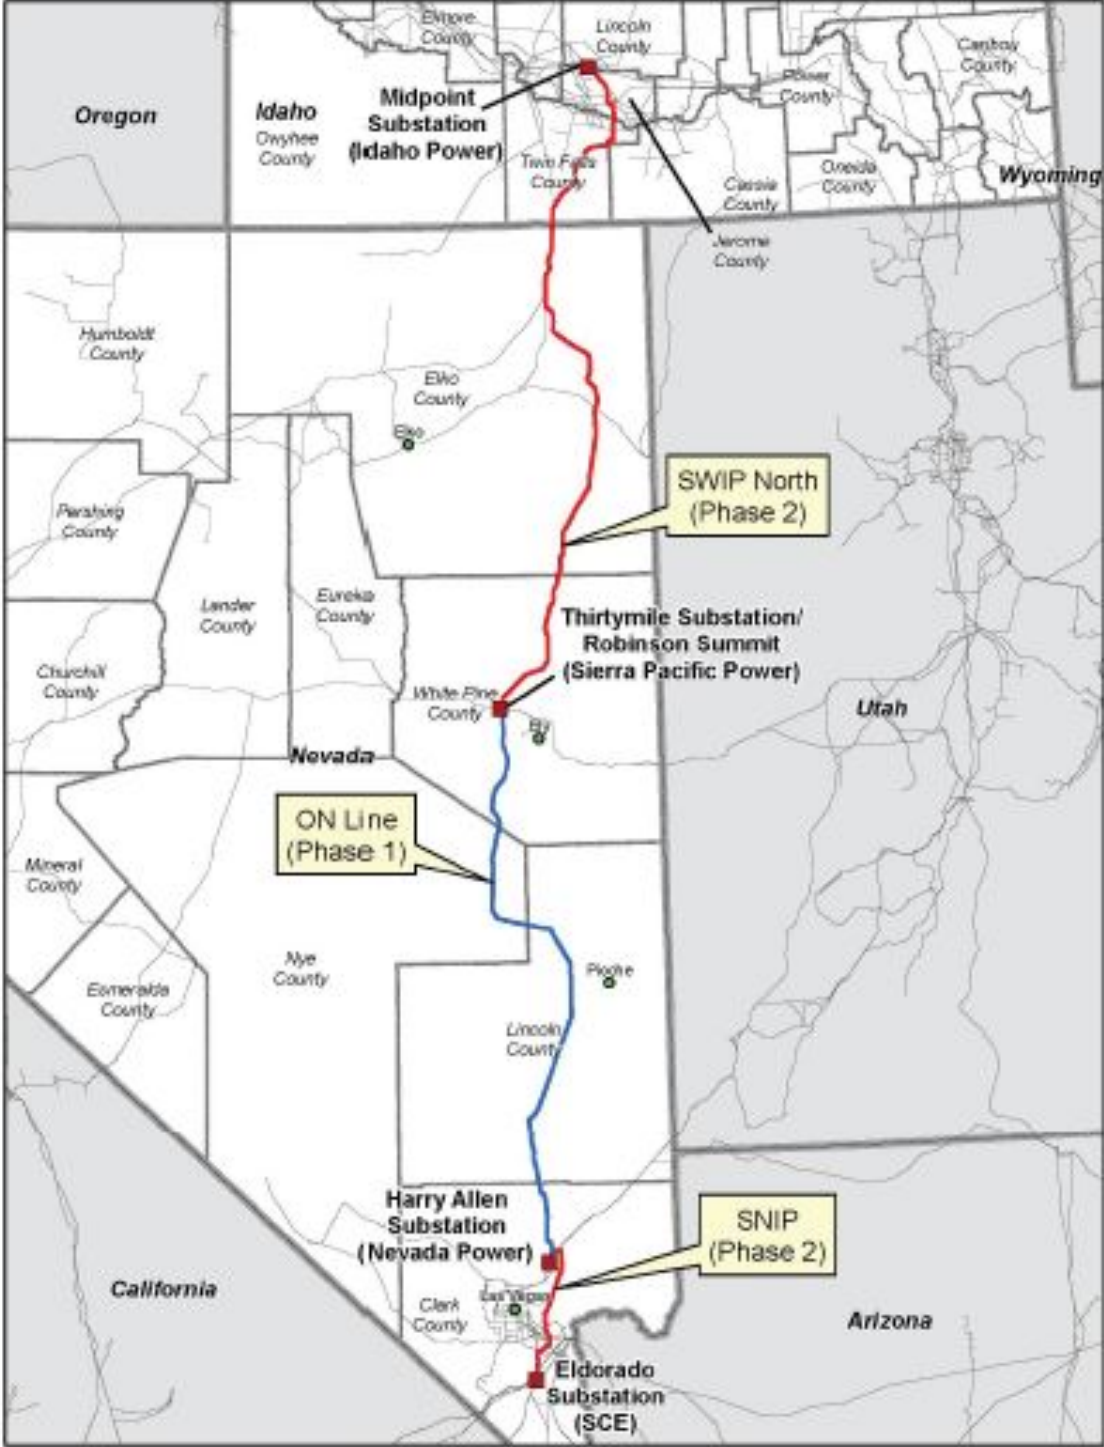 Elmore
County
Lincoln
County
Caribou
County
Power
County
Oregon
Idaho
Owyhee
County
Midpoint
Substation
(Idaho Power)
Twin Falls
County
Cassia
County
Oneida
County
Wyoming
Jerome
County
Humboldt
County
Elko
County
Elko
SWIP North
(Phase 2)
Pershing
County
Lander
County
Eureka
County
Thirtymile Substation/
Robinson Summit
(Sierra Pacific Power)
Churchill
County
White Pine
County
Ely
Utah
Nevada
ON Line
(Phase 1)
Mineral
County
Nye
County
Pioche
Esmeralda
County
Lincoln
County
Harry Allen
Substation
(Nevada Power)
SNIP
(Phase 2)
California
Las Vegas
Clark
County
Arizona
Eldorado
Substation
(SCE)